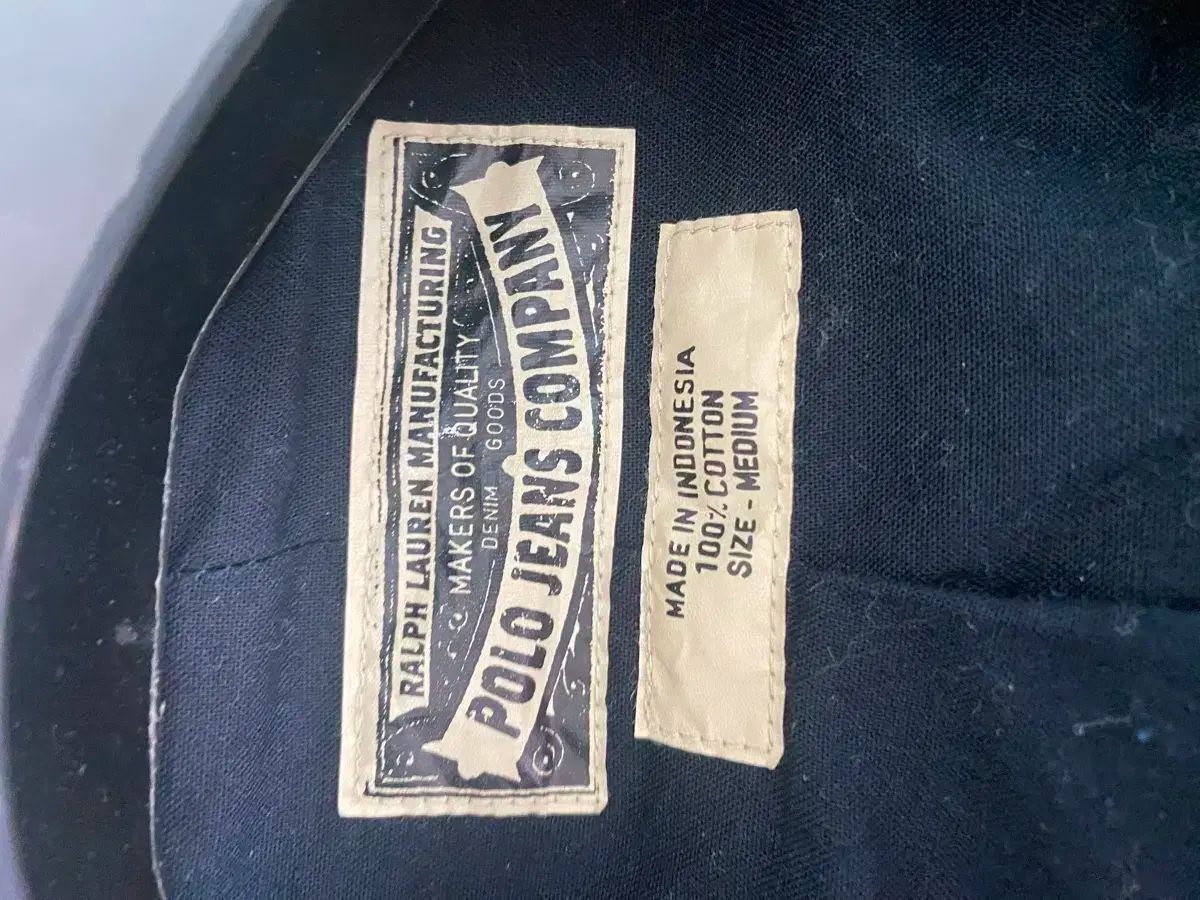 RALPH LAUREN MANUFACTURING
MAKERS OF QUALITY
DENIM GOODS
POLO JEANS COMPANY
MADE IN INDONESIA
100% COTTON
SIZE - MEDIUM